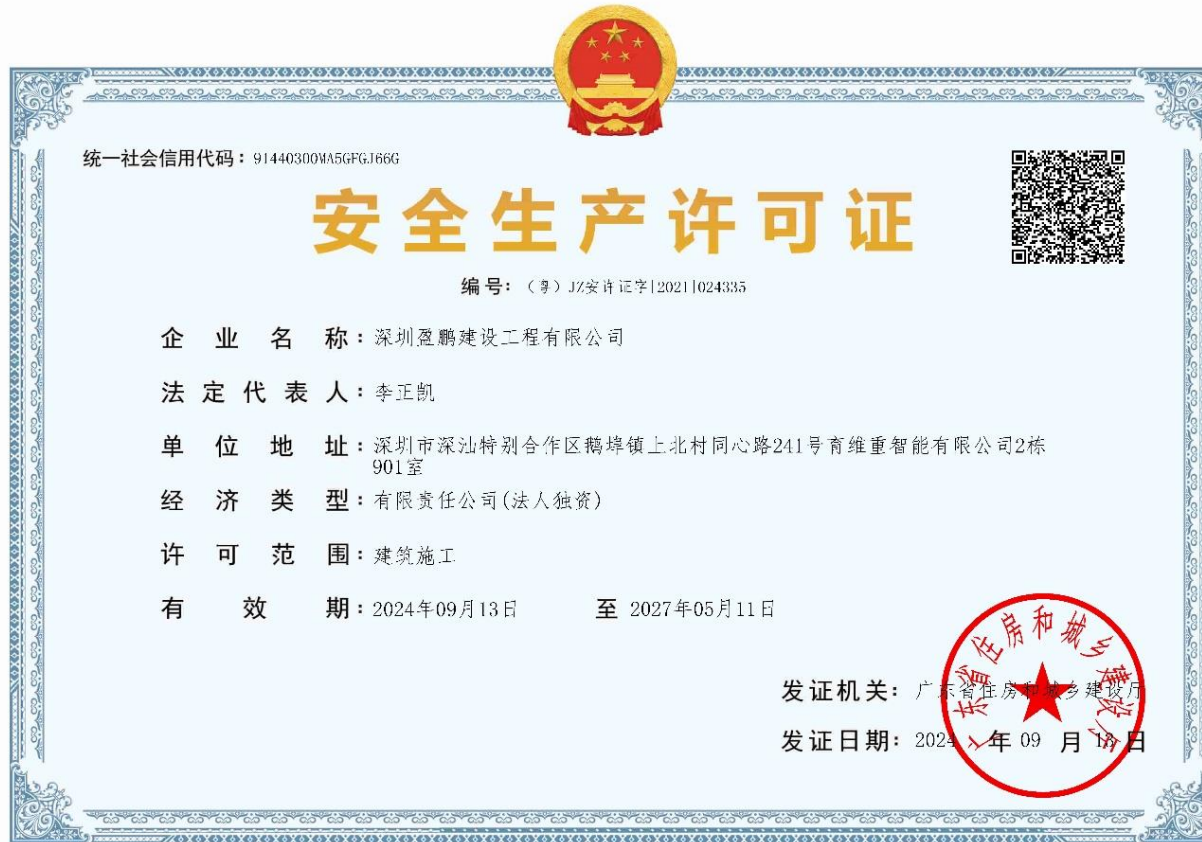 统一社会信用代码：91440300MA5GFGJ66G
安全生产许可证
编号：（粤）JZ安许证字[2021]024335
企业名称：深圳盈鹏建设工程有限公司
法定代表人：李正凯
单位地址：深圳市深汕特别合作区鹅埠镇上北村同心路241号育维重智能有限公司2栋
901室
经济类型：有限责任公司(法人独资)
许可范围：建筑施工
有效期：2024年09月13日 至 2027年05月11日
广东省住房和城乡建设厅
发证机关：广东省住房和城乡建设厅
发证日期：2024年09月13日